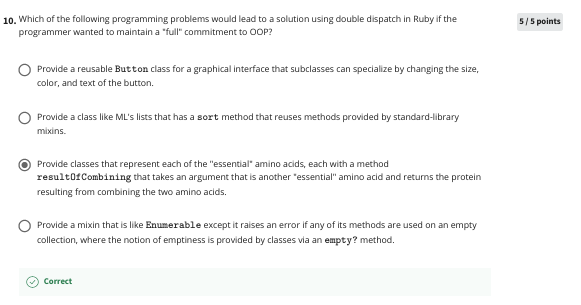 10. Which of the following programming problems would lead to a solution using double dispatch in Ruby if the
5 / 5 points
programmer wanted to maintain a "full" commitment to OOP?
Provide a reusable Button class for a graphical interface that subclasses can specialize by changing the size,
color, and text of the button.
Provide a class like ML's lists that has a sort method that reuses methods provided by standard-library
mixins.
Provide classes that represent each of the "essential" amino acids, each with a method
resultOfCombining that takes an argument that is another "essential" amino acid and returns the protein
resulting from combining the two amino acids.
Provide a mixin that is like Enumerable except it raises an error if any of its methods are used on an empty
collection, where the notion of emptiness is provided by classes via an empty? method.
Correct